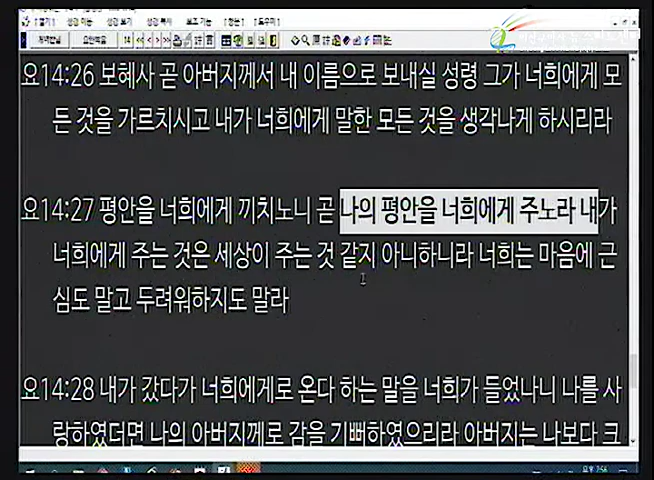 요14:26 보혜사 곧 아버지께서 내 이름으로 보내실 성령 그가 너희에게 모
든 것을 가르치시고 내가 너희에게 말한 모든 것을 생각나게 하시리라
요14:27 평안을 너희에게 끼치노니 곧 나의 평안을 너희에게 주노라 내가
너희에게 주는 것은 세상이 주는 것 같지 아니하니라 너희는 마음에 근
심도 말고 두려워하지도 말라
요14:28 내가 갔다가 너희에게로 온다 하는 말을 너희가 들었나니 나를 사
랑하였더면 나의 아버지께로 감을 기뻐하였으리라 아버지는 나보다 크